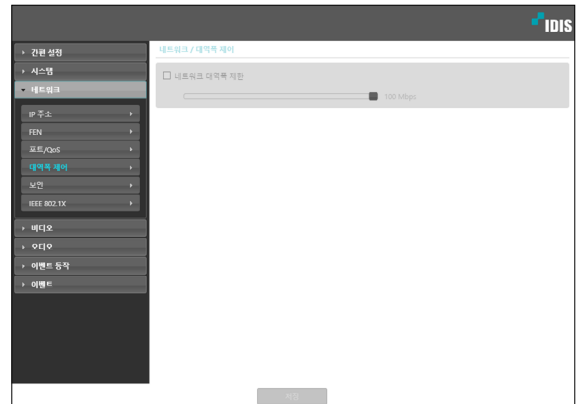 IDIS
간편 설정
네트워크 / 대역폭 제어
시스템
네트워크 대역폭 제한
네트워크
100 Mbps
IP 주소
FEN
포트/QoS
대역폭 제어
보안
IEEE 802.1X
비디오
오디오
이벤트 동작
이벤트
저장